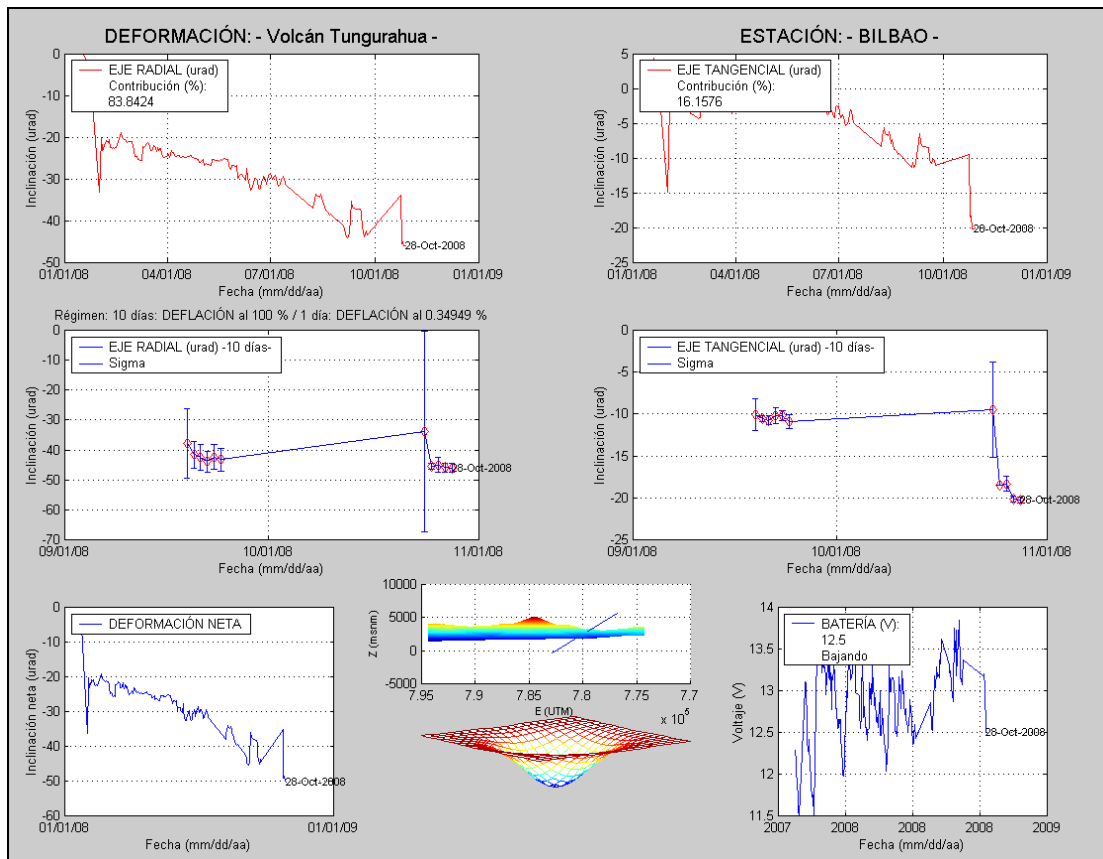 DEFORMACIÓN: - Volcán Tungurahua -
EJE RADIAL (urad)
Contribución (%):
83.8424
Inclinación (urad)
0
-10
-20
-30
-40
-50
28-Oct-2008
01/01/08 04/01/08 07/01/08 10/01/08 01/01/09
Fecha (mm/dd/aa)
ESTACIÓN: - BILBAO -
EJE TANGENCIAL (urad)
Contribución (%):
16.1576
Inclinación (urad)
5
0
-5
-10
-15
-20
-25
28-Oct-2008
01/01/08 04/01/08 07/01/08 10/01/08 01/01/09
Fecha (mm/dd/aa)
Régimen: 10 días: DEFLACIÓN al 100 % / 1 día: DEFLACIÓN al 0.34949 %
EJE RADIAL (urad) -10 días-
Sigma
Inclinación (urad)
0
-10
-20
-30
-40
-50
-60
-70
28-Oct-2008
09/01/08 10/01/08 11/01/08
Fecha (mm/dd/aa)
EJE TANGENCIAL (urad) -10 días-
Sigma
Inclinación (urad)
0
-5
-10
-15
-20
-25
28-Oct-2008
09/01/08 10/01/08 11/01/08
Fecha (mm/dd/aa)
DEFORMACIÓN NETA
Inclinación neta (urad)
0
-10
-20
-30
-40
-50
-60
28-Oct-2008
01/01/08 01/01/09
Fecha (mm/dd/aa)
Z (msnm)
10000
5000
0
-5000
7.95 7.9 7.85 7.8 7.75 7.7
E (UTM)
x 10⁵
BATERÍA (V):
12.5
Bajando
Voltaje (V)
14
13.5
13
12.5
12
11.5
28-Oct-2008
2007 2008 2008 2008 2009
Fecha (mm/dd/aa)